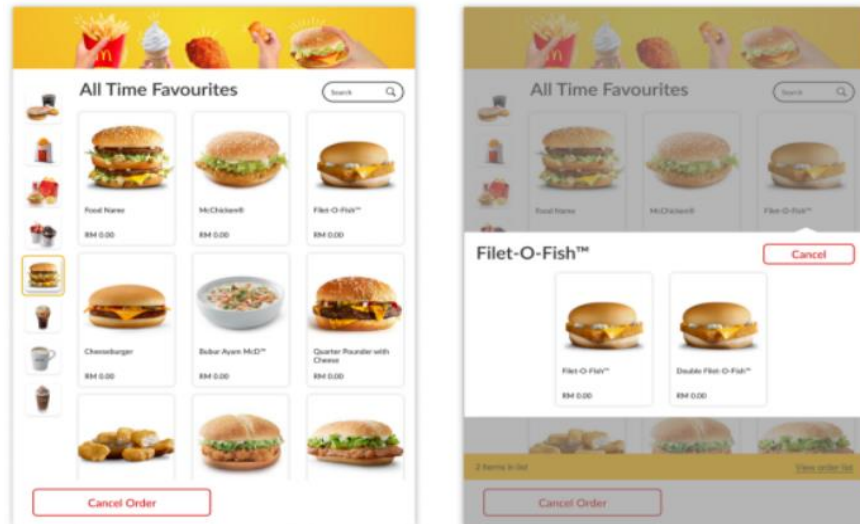 All Time Favourites
Search
Food Name
McChicken®
Filet-O-Fish™
RM 0.00
RM 0.00
RM 0.00
Cheeseburger
Bubur Ayam McD™
Quarter Pounder with
Cheese
RM 0.00
RM 0.00
RM 0.00
Cancel Order
All Time Favourites
Search
Food Name
McChicken®
Filet-O-Fish™
Filet-O-Fish™
Cancel
Filet-O-Fish™
Double Filet-O-Fish™
RM 0.00
RM 0.00
2 items in list
View order list
Cancel Order